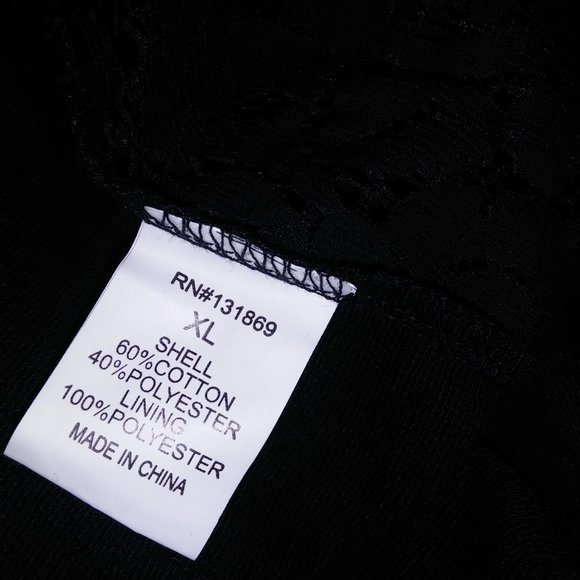 RN#131869
XL
SHELL
60%COTTON
40%POLYESTER
LINING
100%POLYESTER
MADE IN CHINA